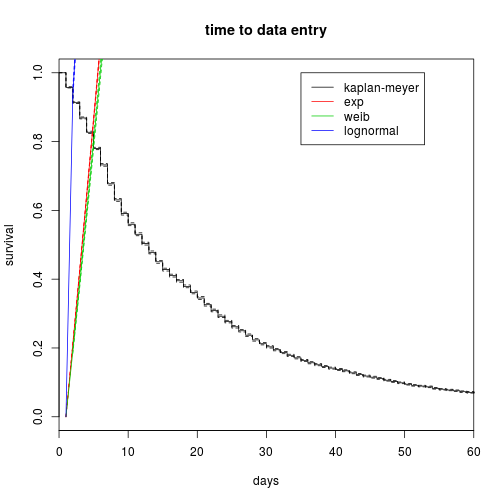 time to data entry
kaplan-meyer
exp
weib
lognormal
survival
1.0
0.8
0.6
0.4
0.2
0.0
0 10 20 30 40 50 60
days